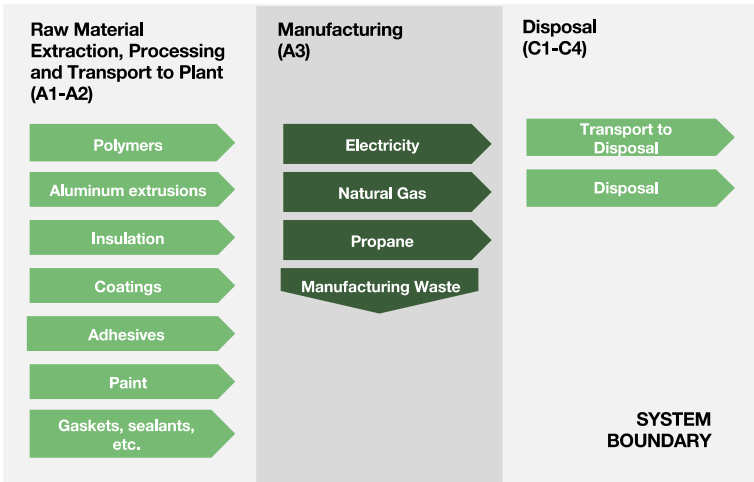 Raw Material
Extraction, Processing
and Transport to Plant
(A1-A2)
Polymers
Aluminum extrusions
Insulation
Coatings
Adhesives
Paint
Gaskets, sealants,
etc.
Manufacturing
(A3)
Electricity
Natural Gas
Propane
Manufacturing Waste
Disposal
(C1-C4)
Transport to
Disposal
Disposal
SYSTEM
BOUNDARY